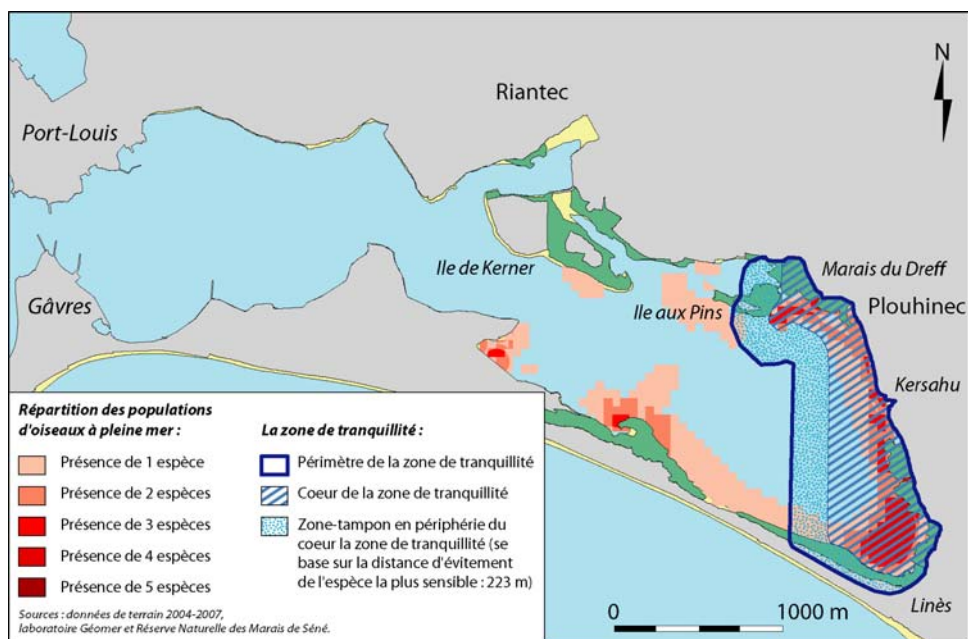 N
Riantec
Port-Louis
Ile de Kerner
Marais du Dreff
Gâvres
Ile aux Pins
Plouhinec
Kersahu
Répartition des populations
d'oiseaux à pleine mer :
Présence de 1 espèce
Présence de 2 espèces
Présence de 3 espèces
Présence de 4 espèces
Présence de 5 espèces
La zone de tranquillité :
Périmètre de la zone de tranquillité
Coeur de la zone de tranquillité
Zone-tampon en périphérie du
coeur la zone de tranquillité (se
base sur la distance d'évitement
de l'espèce la plus sensible : 223 m)
Sources : données de terrain 2004-2007,
laboratoire Géomer et Réserve Naturelle des Marais de Séné.
0 1000 m
Linès